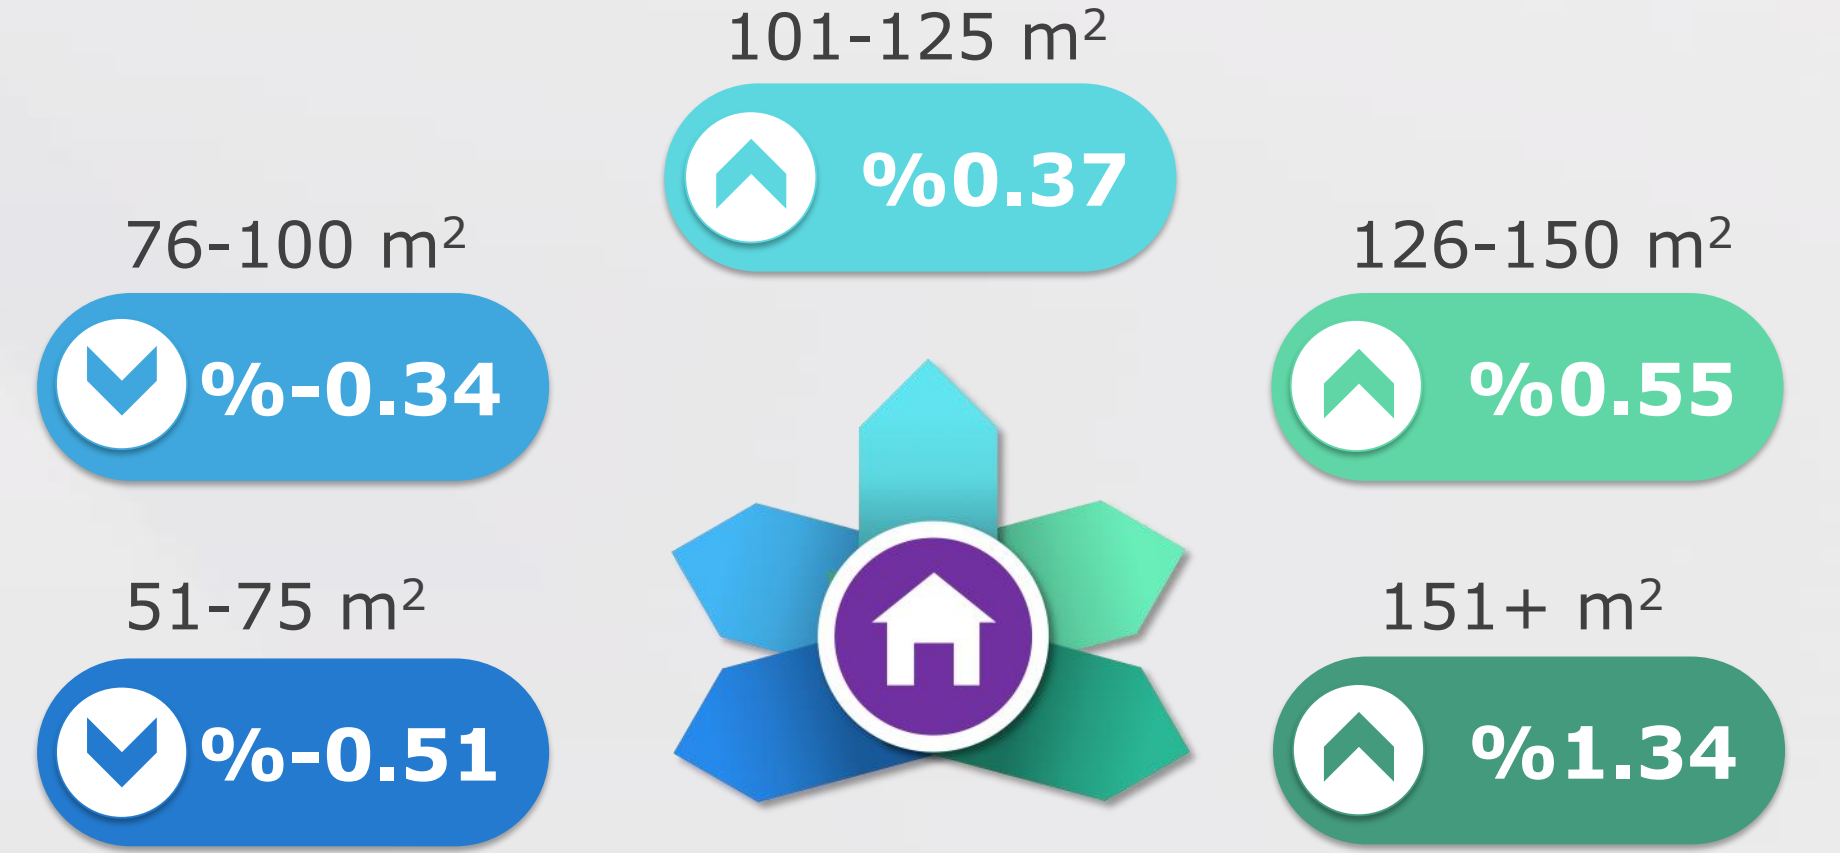 101-125 m²
%0.37
76-100 m²
%-0.34
126-150 m²
%0.55
51-75 m²
%-0.51
151+ m²
%1.34